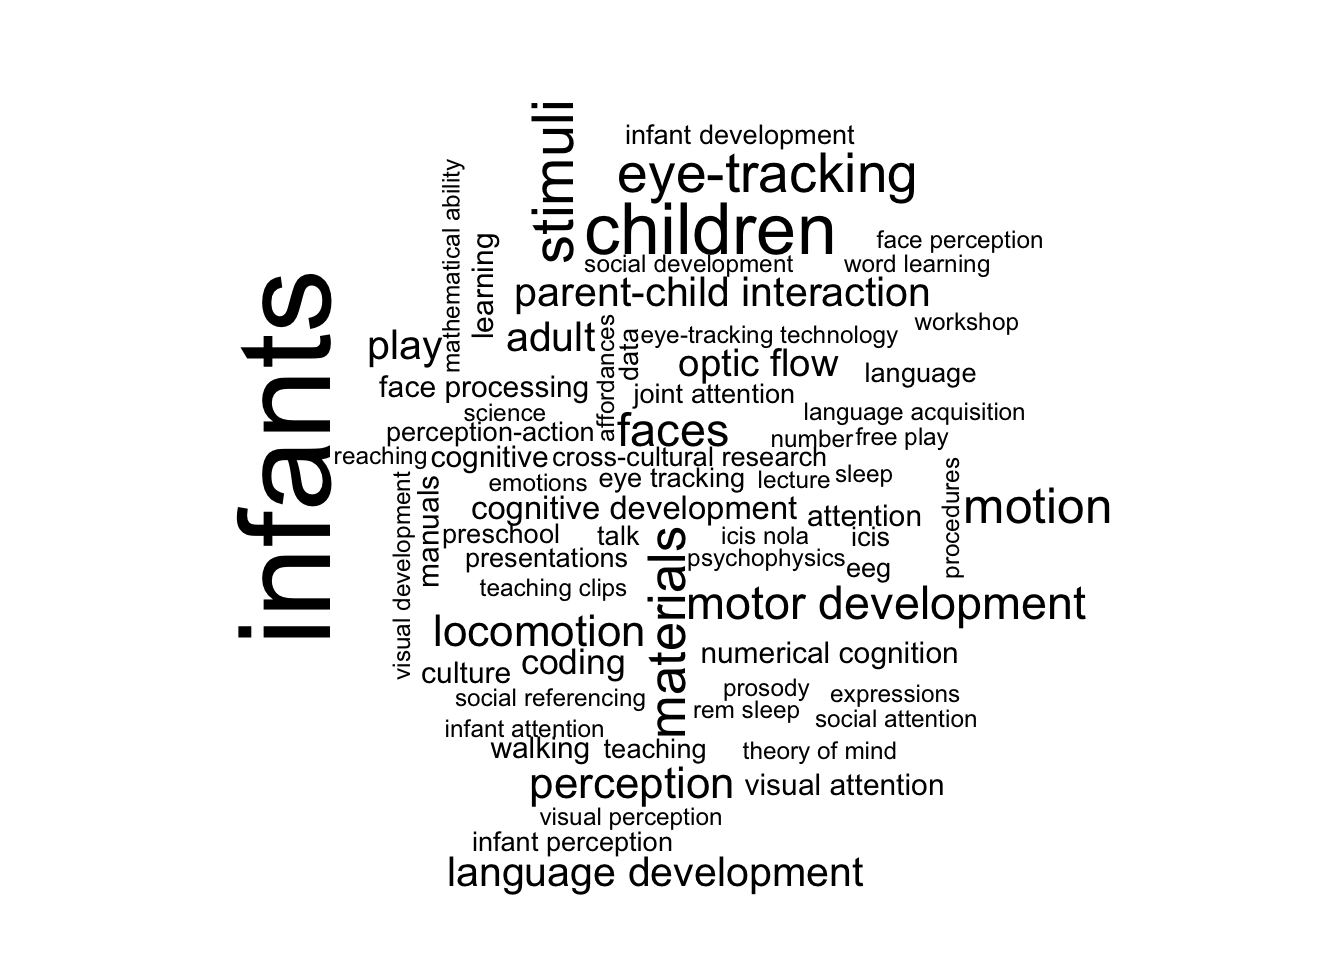 stimuli
infant development
eye-tracking
children
mathematical ability
learning
face perception
social development
word learning
infants
parent-child interaction
play
adult
affordances
data
eye-tracking technology
workshop
optic flow
language
face processing
joint attention
science
language acquisition
perception-action
faces
number
free play
reaching
cognitive
cross-cultural research
emotions
eye tracking
lecture
sleep
visual development
manuals
procedures
cognitive development
attention
motion
preschool
talk
icis nola
icis
presentations
materials
psychophysics
eeg
teaching clips
motor development
locomotion
culture
coding
numerical cognition
social referencing
prosody
expressions
rem sleep
social attention
infant attention
walking
teaching
theory of mind
perception
visual attention
visual perception
infant perception
language development